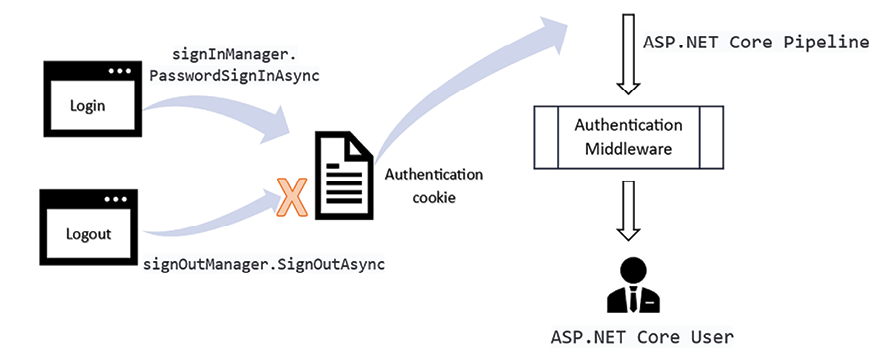 signInManager.
PasswordSignInAsync
Login
Logout
signOutManager.SignOutAsync
X
Authentication
cookie
ASP.NET Core Pipeline
Authentication
Middleware
ASP.NET Core User